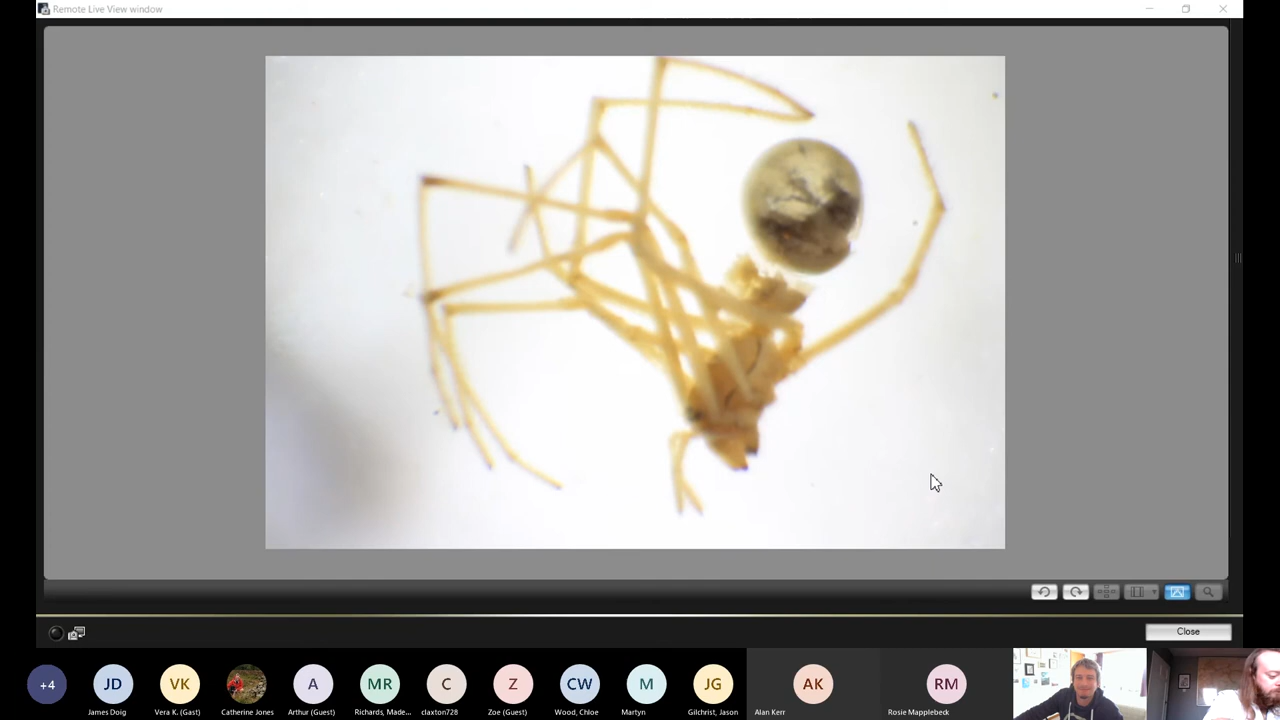 Remote Live View window
Close
+4
JD
VK
A
MR
C
Z
CW
M
JG
AK
RM
James Doig
Vera K. (Gast)
Catherine Jones
Arthur (Guest)
Richards, Made...
claxton728
Zoe (Guest)
Wood, Chloe
Martyn
Gilchrist, Jason
Alan Kerr
Rosie Mapplebeck